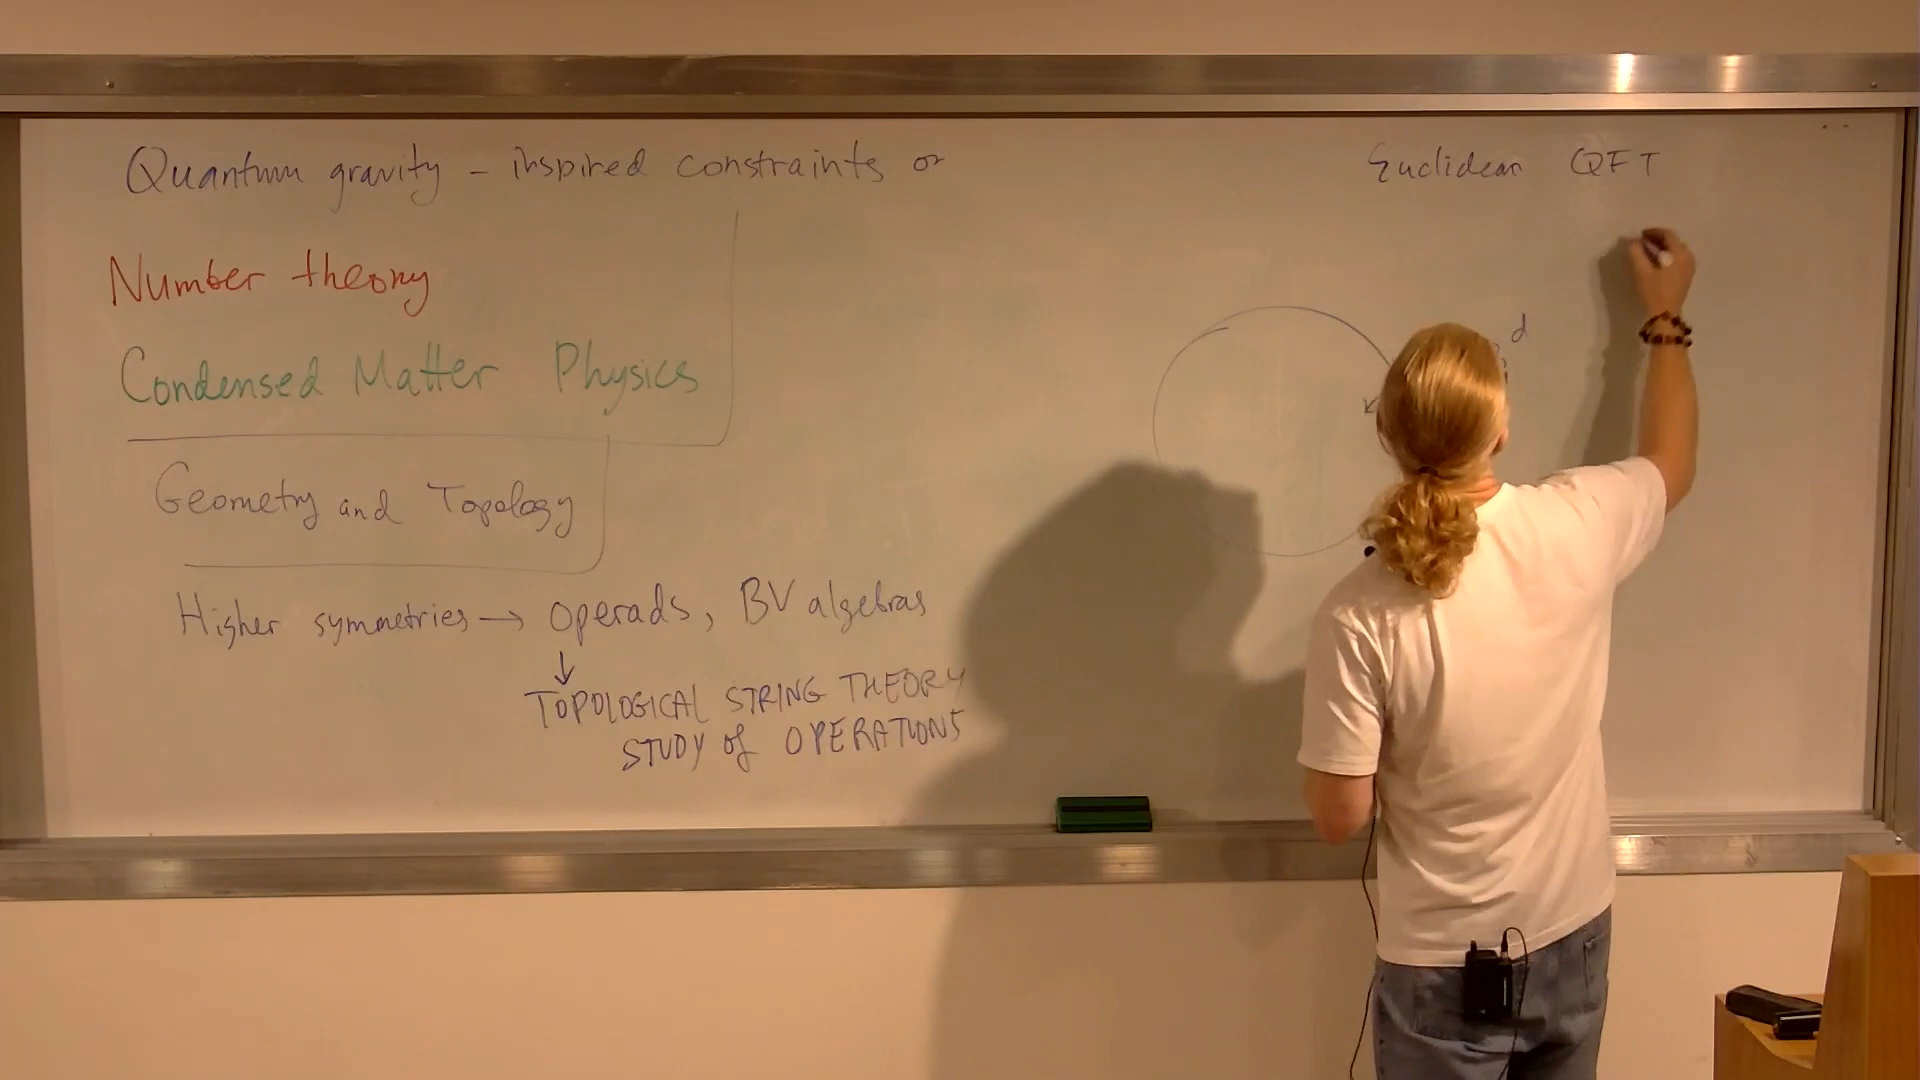 Quantum gravity - inspired constraints on
Number theory
Condensed Matter Physics
Geometry and Topology
Higher symmetries → operads, BV algebras
↓
TOPOLOGICAL STRING THEORY
STUDY of OPERATIONS
Euclidean QFT
d